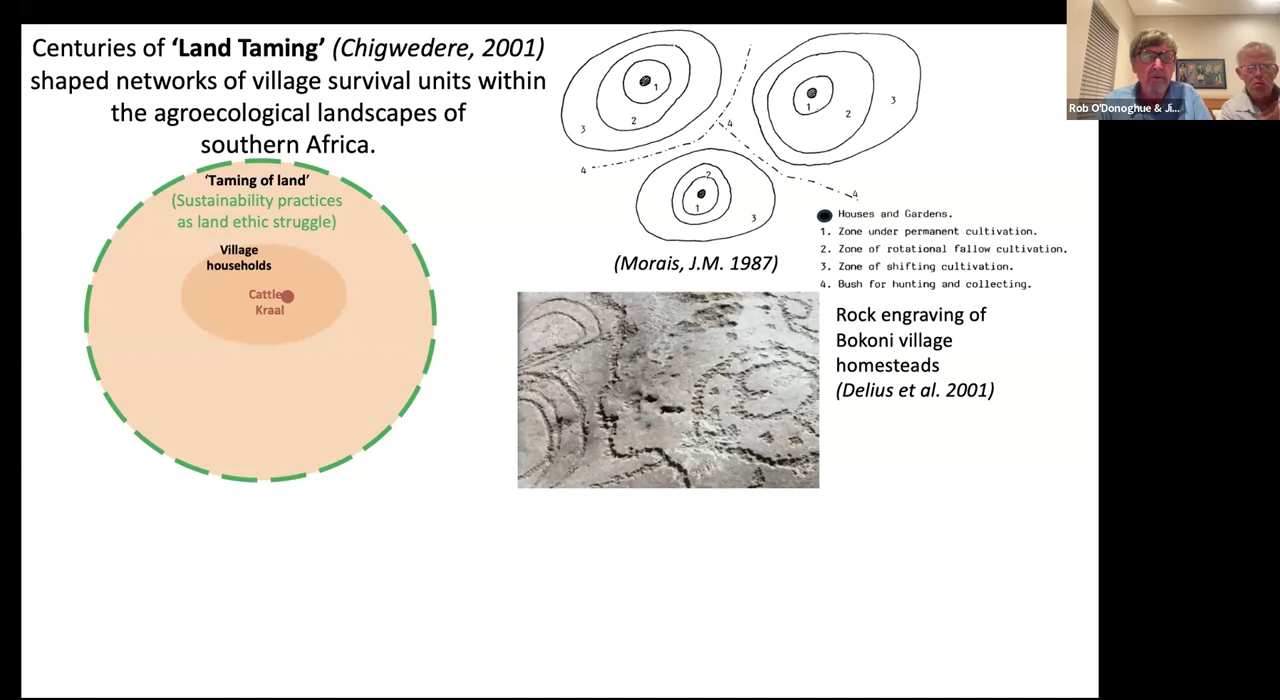 Centuries of ‘Land Taming’ (Chigwedere, 2001)
shaped networks of village survival units within
the agroecological landscapes of
southern Africa.
‘Taming of land’
(Sustainability practices
as land ethic struggle)
Village
households
Cattle
Kraal
1
2
3
1
2
3
4
4
4
2
1
3
Houses and Gardens.
1. Zone under permanent cultivation.
2. Zone of rotational fallow cultivation.
3. Zone of shifting cultivation.
4. Bush for hunting and collecting.
(Morais, J.M. 1987)
Rock engraving of
Bokoni village
homesteads
(Delius et al. 2001)
Rob O'Donoghue & Ji...